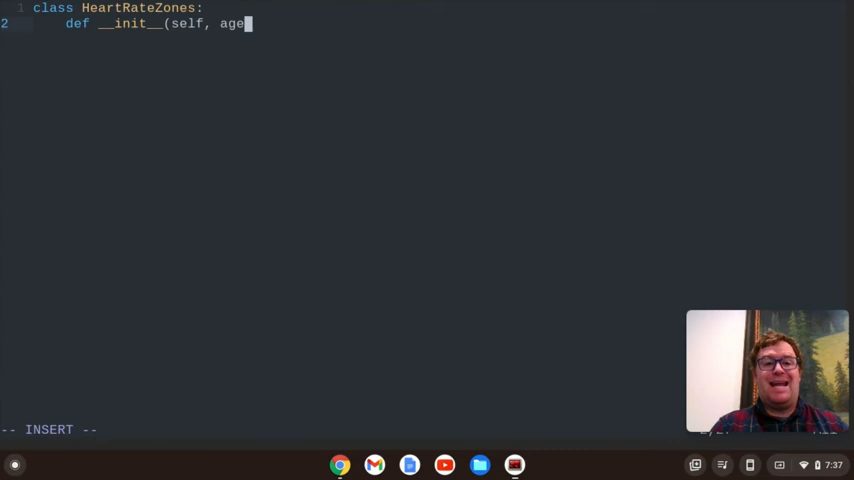 1 class HeartRateZones:
2 def __init__(self, age
-- INSERT --
7:37